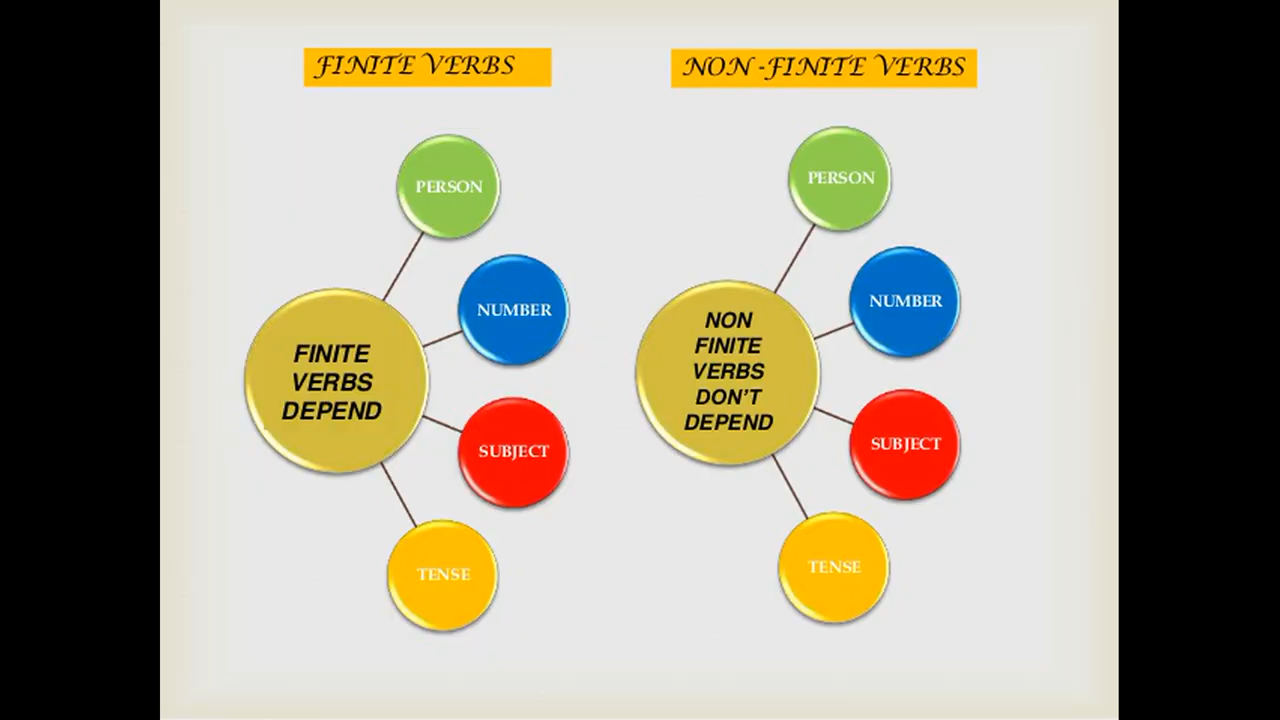 FINITE VERBS
PERSON
NUMBER
FINITE
VERBS
DEPEND
SUBJECT
TENSE
NON -FINITE VERBS
PERSON
NUMBER
NON
FINITE
VERBS
DON'T
DEPEND
SUBJECT
TENSE